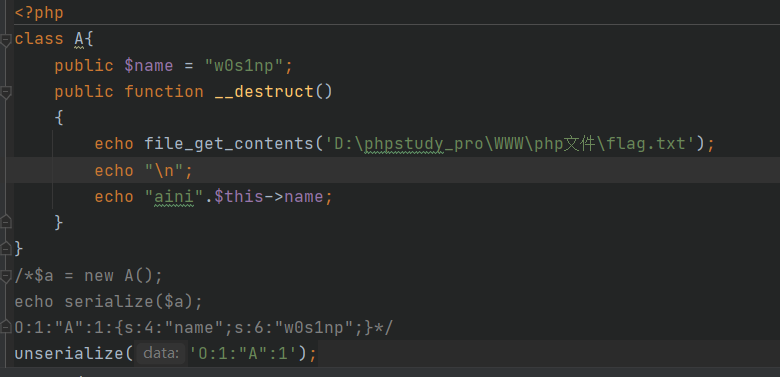 <?php
class A{
    public $name = "w0s1np";
    public function __destruct()
    {
        echo file_get_contents('D:\phpstudy_pro\WWW\php文件\flag.txt');
        echo "\n";
        echo "aini".$this->name;
    }
}
/*$a = new A();
echo serialize($a);
O:1:"A":1:{s:4:"name";s:6:"w0s1np";}*/
unserialize( data: 'O:1:"A":1');